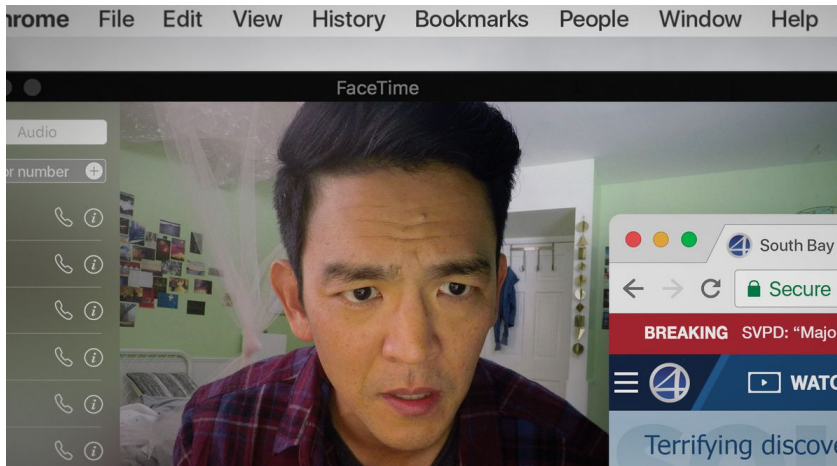 hrome File Edit View History Bookmarks People Window Help
FaceTime
Audio
or number
South Bay
Secure
BREAKING SVPD: “Majo
4 WATC
Terrifying discove